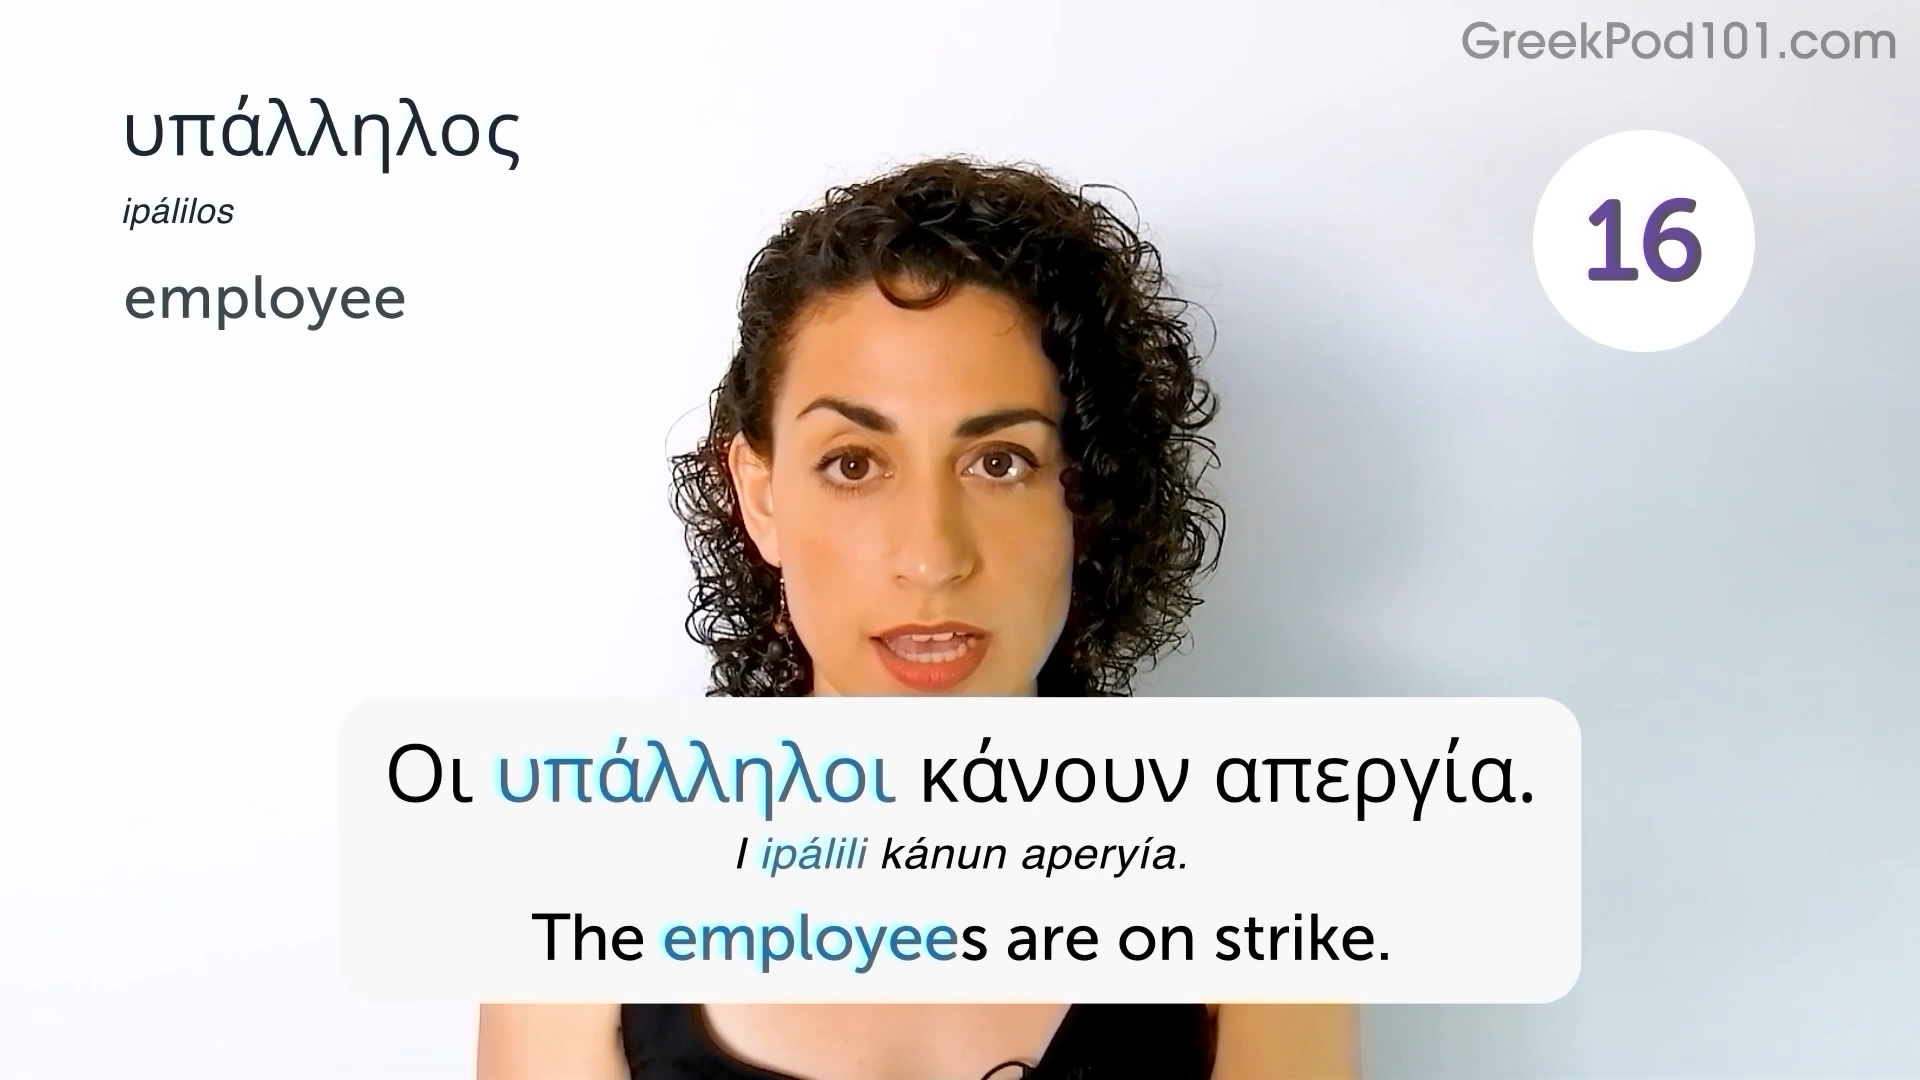 GreekPod101.com
υπάλληλος
ipálilos
employee
16
Οι υπάλληλοι κάνουν απεργία.
I ipálili kánun aperyía.
The employees are on strike.